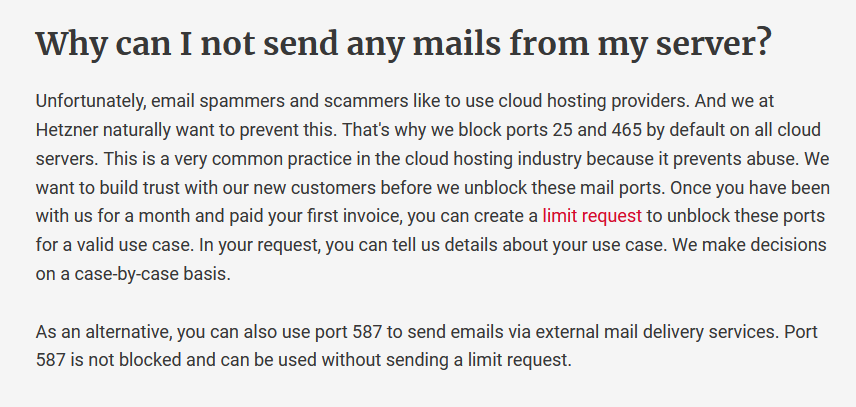 Why can I not send any mails from my server?
Unfortunately, email spammers and scammers like to use cloud hosting providers. And we at
Hetzner naturally want to prevent this. That's why we block ports 25 and 465 by default on all cloud
servers. This is a very common practice in the cloud hosting industry because it prevents abuse. We
want to build trust with our new customers before we unblock these mail ports. Once you have been
with us for a month and paid your first invoice, you can create a limit request to unblock these ports
for a valid use case. In your request, you can tell us details about your use case. We make decisions
on a case-by-case basis.
As an alternative, you can also use port 587 to send emails via external mail delivery services. Port
587 is not blocked and can be used without sending a limit request.